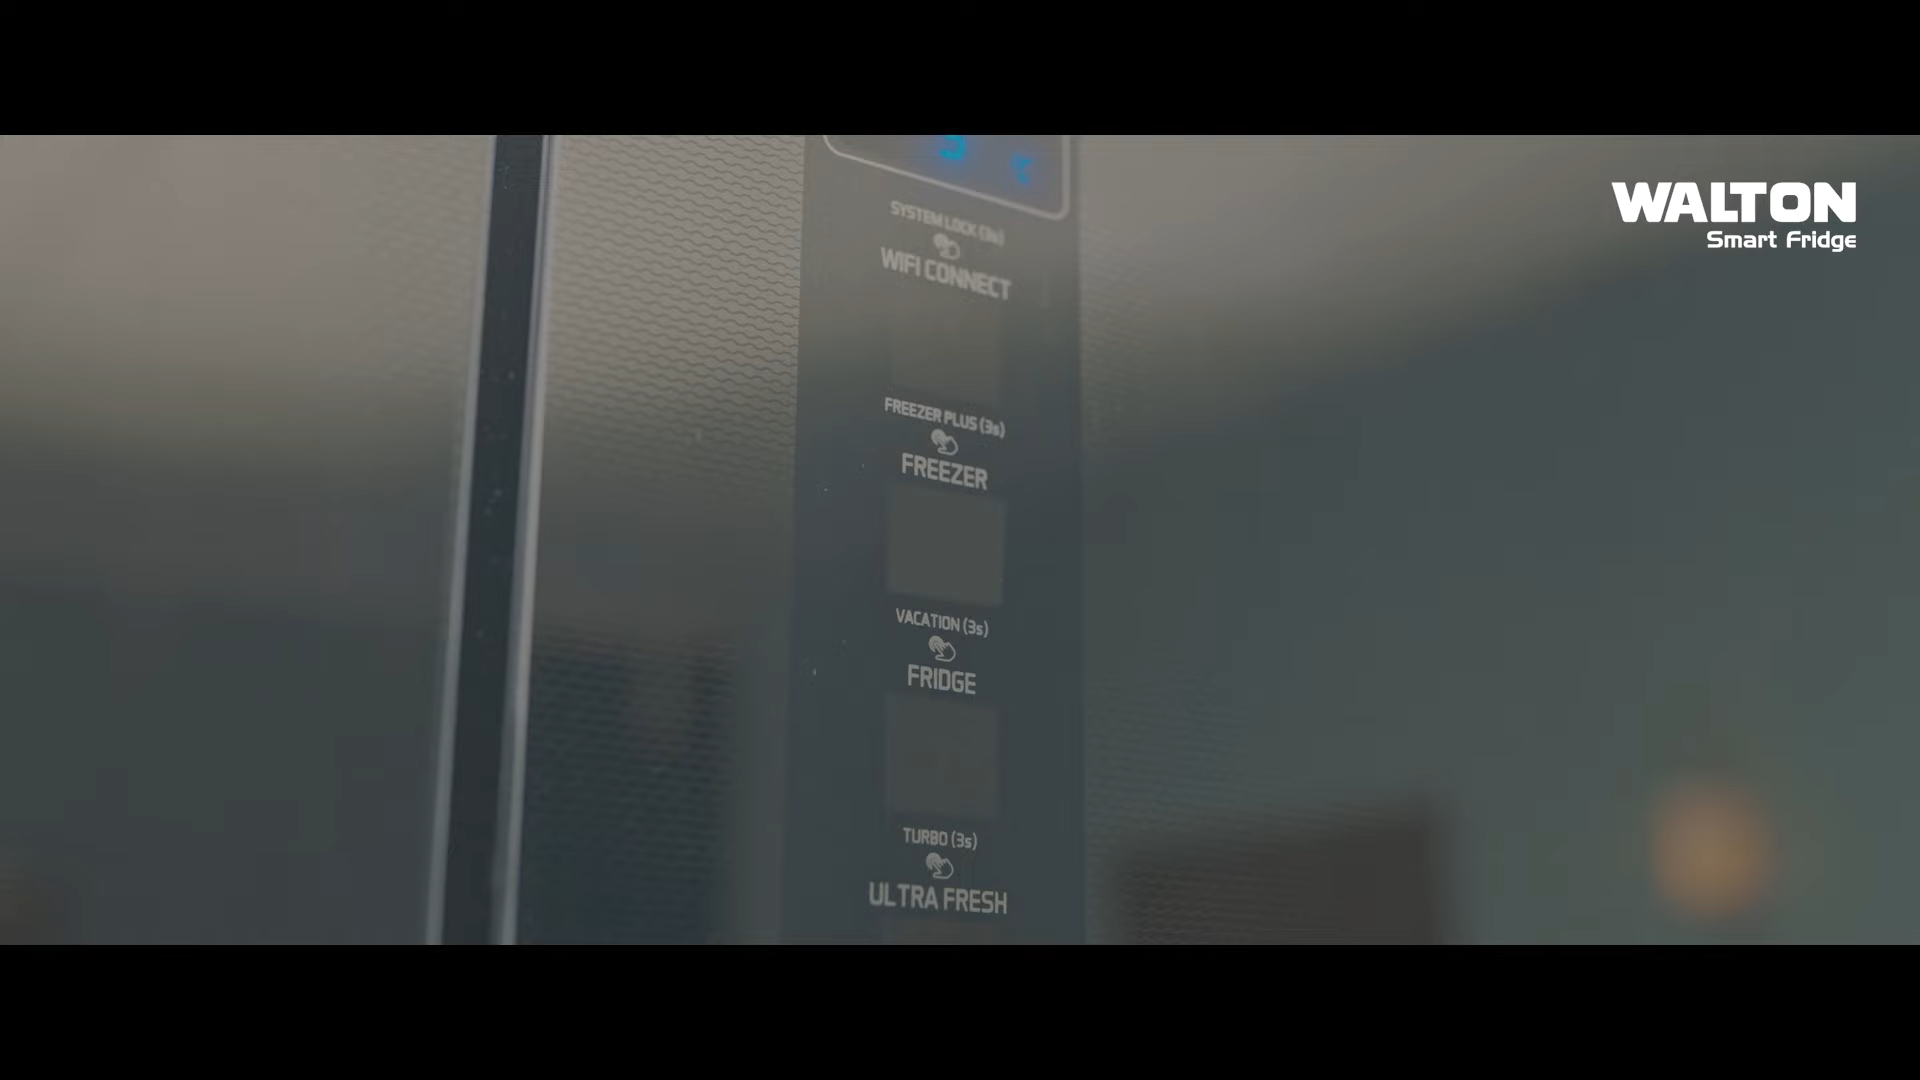 WALTON
Smart Fridge
SYSTEM LOCK (3s)
WIFI CONNECT
FREEZER PLUS (3s)
FREEZER
VACATION (3s)
FRIDGE
TURBO (3s)
ULTRA FRESH